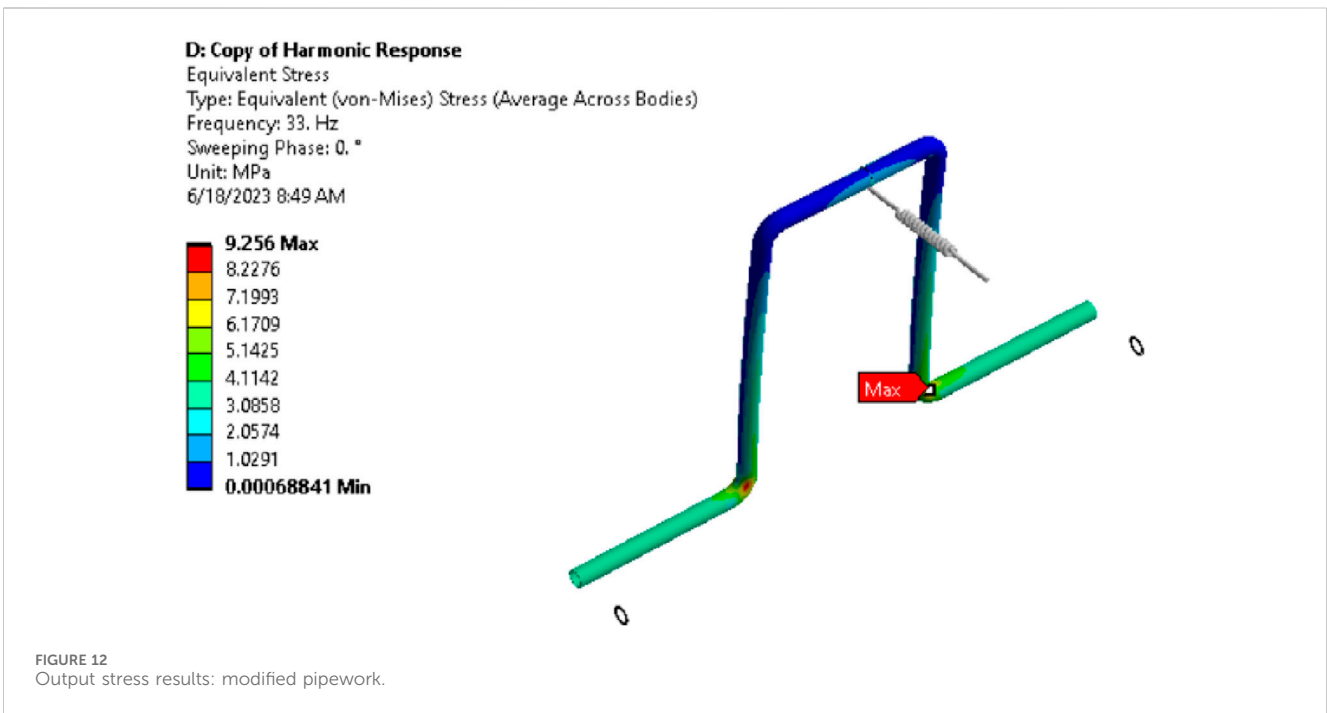 D: Copy of Harmonic Response
Equivalent Stress
Type: Equivalent (von-Mises) Stress (Average Across Bodies)
Frequency: 33. Hz
Sweeping Phase: 0. °
Unit: MPa
6/18/2023 8:49 AM
9.256 Max
8.2276
7.1993
6.1709
5.1425
4.1142
3.0858
2.0574
1.0291
0.00068841 Min
Max
0
0
FIGURE 12
Output stress results: modified pipework.